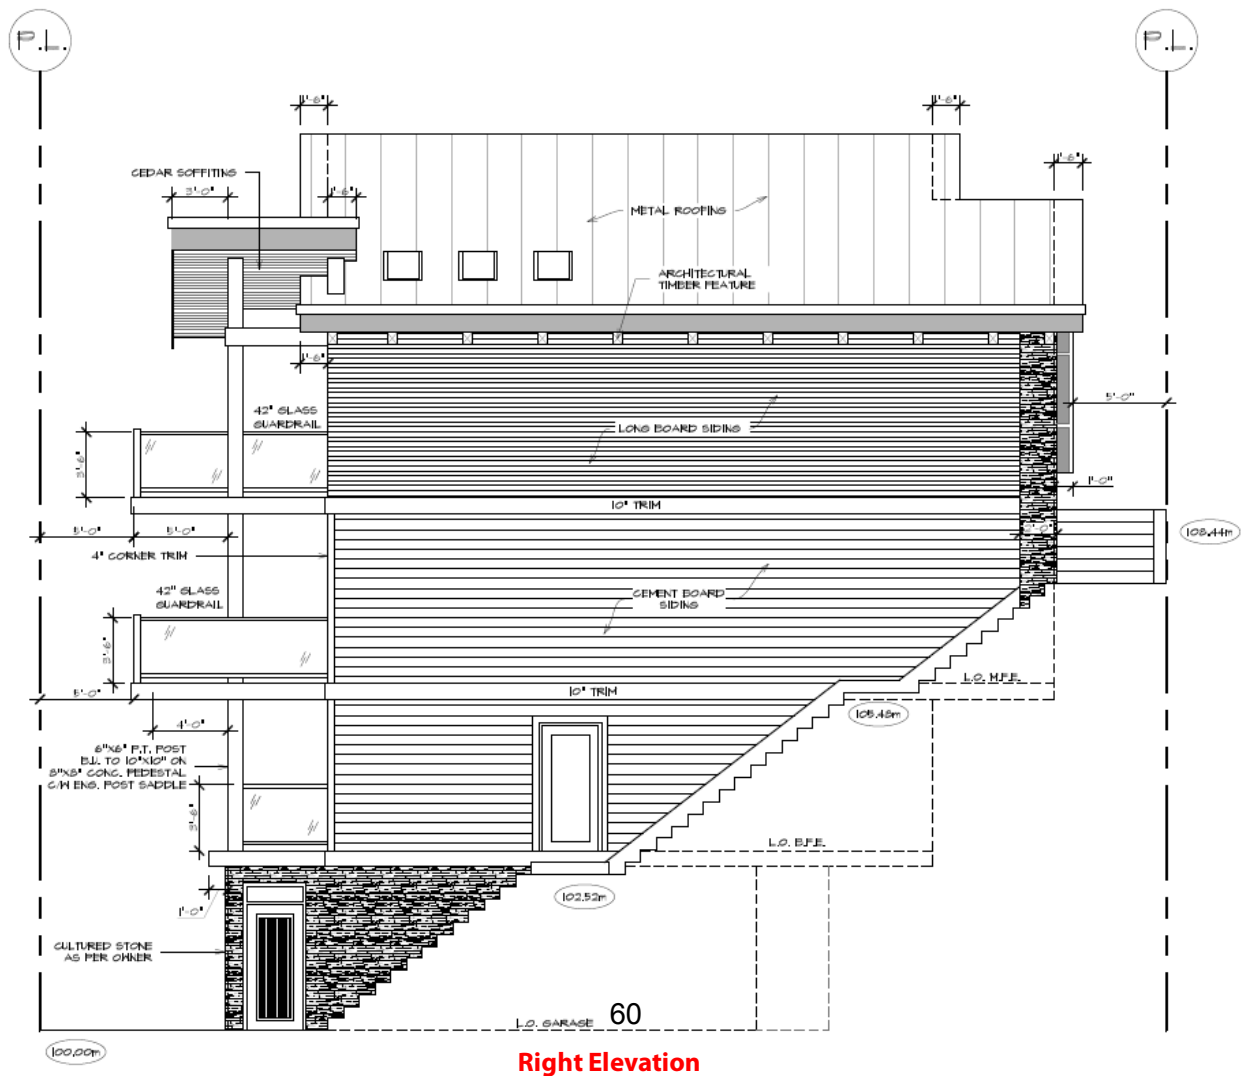 P.L.
P.L.
1'-6"
1'-6"
1'-6"
CEDAR SOFFITING
3'-0"
1'-6"
METAL ROOFING
ARCHITECTURAL
TIMBER FEATURE
1'-6"
5'-0"
42" GLASS
GUARDRAIL
LONG BOARD SIDING
3'-6"
1'-0"
10" TRIM
5'-0"
5'-0"
108.44m
4" CORNER TRIM
42" GLASS
GUARDRAIL
CEMENT BOARD
SIDING
3'-6"
L.O. M.F.E.
5'-0"
10" TRIM
105.48m
4'-0"
6"X6" P.T. POST
B.U. TO 10"X10" ON
8"X8" CONC. PEDESTAL
C/W ENG. POST SADDLE
3'-6"
L.O. B.F.E.
102.52m
1'-0"
CULTURED STONE
AS PER OWNER
L.O. GARAGE
60
100.00m
Right Elevation